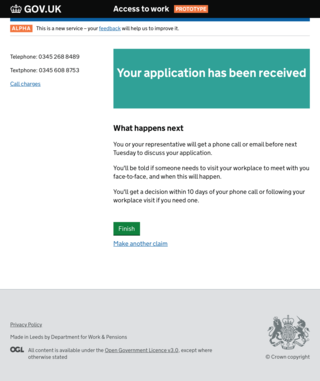 GOV.UK
Access to work PROTOTYPE
ALPHA This is a new service – your feedback will help us to improve it.
Telephone: 0345 268 8489
Textphone: 0345 608 8753
Call charges
Your application has been received
What happens next
You or your representative will get a phone call or email before next
Tuesday to discuss your application.
You'll be told if someone needs to visit your workplace to meet with you
face-to-face, and when this will happen.
You'll get a decision within 10 days of your phone call or following your
workplace visit if you need one.
Finish
Make another claim
Privacy Policy
Made in Leeds by Department for Work & Pensions
OGL All content is available under the Open Government Licence v3.0, except where
otherwise stated
© Crown copyright